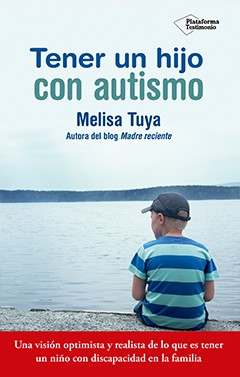 Plataforma
Testimonio
Tener un hijo
con autismo
Melisa Tuya
Autora del blog Madre reciente
Una visión optimista y realista de lo que es tener
un niño con discapacidad en la familia